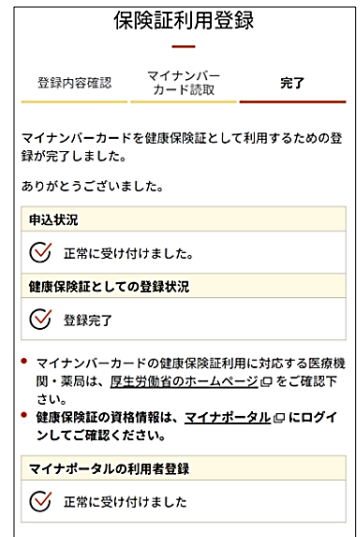 保険証利用登録
登録内容確認
マイナンバー
カード読取
完了
マイナンバーカードを健康保険証として利用するための登
録が完了しました。
ありがとうございました。
申込状況
正常に受け付けました。
健康保険証としての登録状況
登録完了
• マイナンバーカードの健康保険証利用に対応する医療機
関・薬局は、厚生労働省のホームページ をご確認下
さい。
• 健康保険証の資格情報は、マイナポータル にログイ
ンしてご確認ください。
マイナポータルの利用者登録
正常に受け付けました